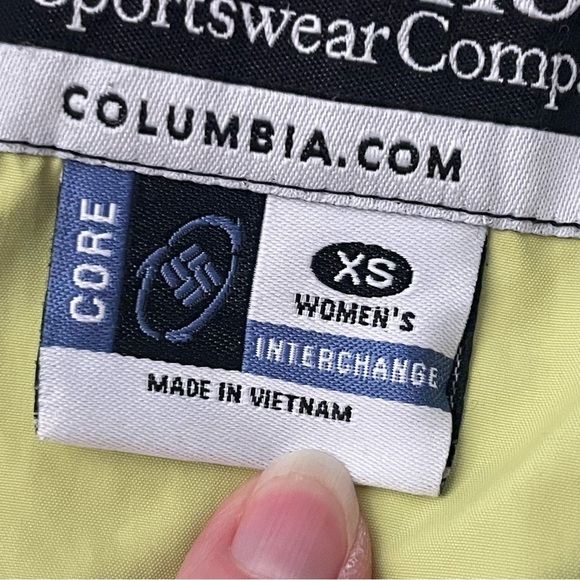 Sportswear Comp
COLUMBIA.COM
CORE
XS
WOMEN'S
INTERCHANGE
MADE IN VIETNAM